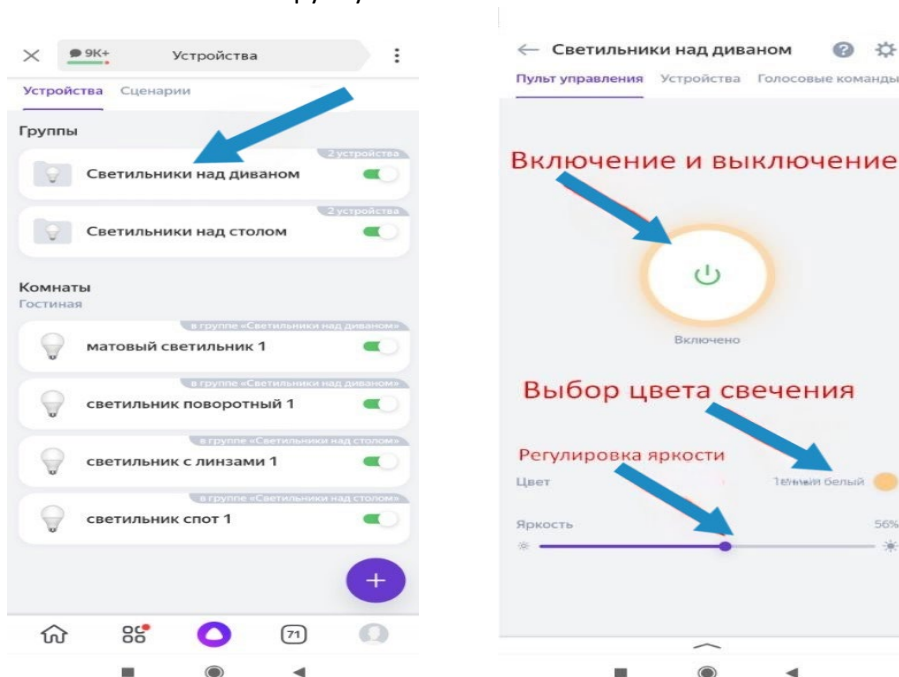 9K+
Устройства
Устройства Сценарии
Группы
2 устройства
Светильники над диваном
2 устройства
Светильники над столом
Комнаты
Гостиная
в группе «Светильники над диваном»
матовый светильник 1
в группе «Светильники над диваном»
светильник поворотный 1
в группе «Светильники над столом»
светильник с линзами 1
в группе «Светильники над столом»
светильник спот 1
+
71
Светильники над диваном ?
Пульт управления Устройства Голосовые команды
Включение и выключение
Включено
Выбор цвета свечения
Регулировка яркости
Цвет белый
Яркость 56%